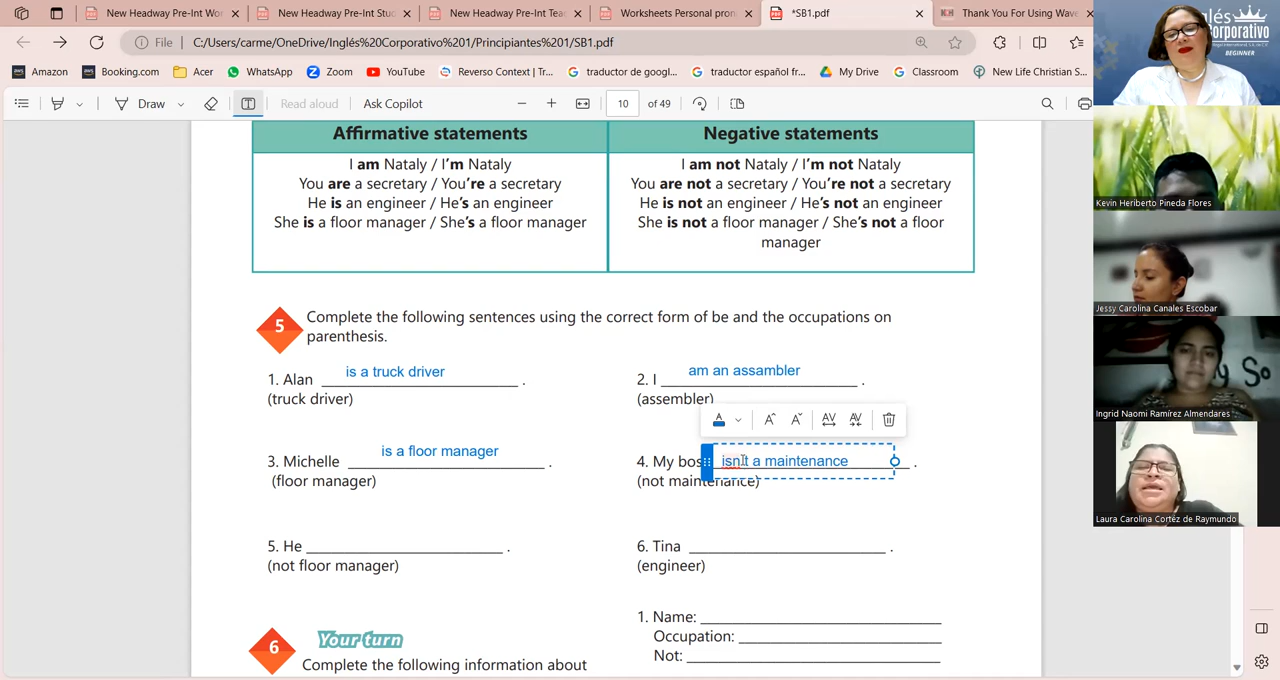 New Headway Pre-Int Wor
New Headway Pre-Int Stud
New Headway Pre-Int Tea
Worksheets Personal pron
*SB1.pdf
Thank You For Using Wave
File C:/Users/carme/OneDrive/Inglés%20Corporativo%201/Principiantes%201/SB1.pdf
Amazon Booking.com Acer WhatsApp Zoom YouTube Reverso Context | Tr... traductor de googl... traductor español fr... My Drive Classroom New Life Christian S...
Draw Read aloud Ask Copilot 10 of 49
Affirmative statements
I am Nataly / I'm Nataly
You are a secretary / You're a secretary
He is an engineer / He's an engineer
She is a floor manager / She's a floor manager
Negative statements
I am not Nataly / I'm not Nataly
You are not a secretary / You're not a secretary
He is not an engineer / He's not an engineer
She is not a floor manager / She's not a floor
manager
5 Complete the following sentences using the correct form of be and the occupations on
parenthesis.
1. Alan is a truck driver .
(truck driver)
2. I am an assambler .
(assembler)
3. Michelle is a floor manager .
(floor manager)
4. My boss isn't a maintenance .
(not maintenance)
5. He ______ .
(not floor manager)
6. Tina ______ .
(engineer)
6 Your turn
Complete the following information about
1. Name: ______
Occupation: ______
Not: ______
Inglés
Corporativo
BEGINNER
Kevin Heriberto Pineda Flores
Jessy Carolina Canales Escobar
Ingrid Naomi Ramírez Almendares
Laura Carolina Cortéz de Raymundo